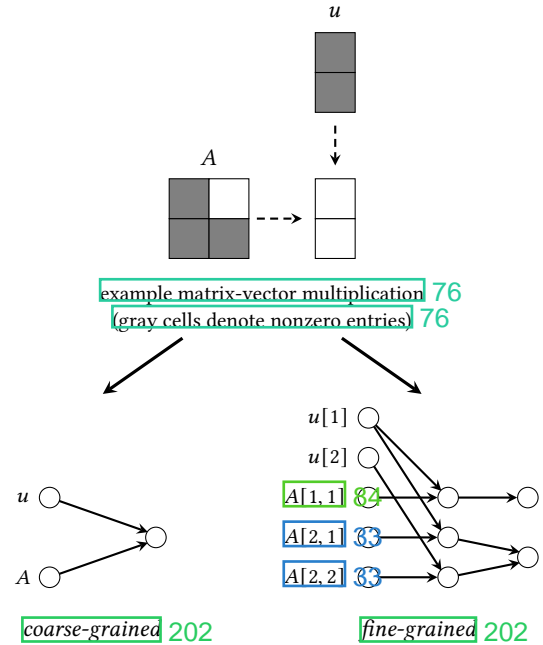 u
A
example matrix-vector multiplication 76
(gray cells denote nonzero entries) 76
u[1]
u[2]
u
A[1, 1] 84
A[2, 1] 33
A
A[2, 2] 33
coarse-grained 202
fine-grained 202